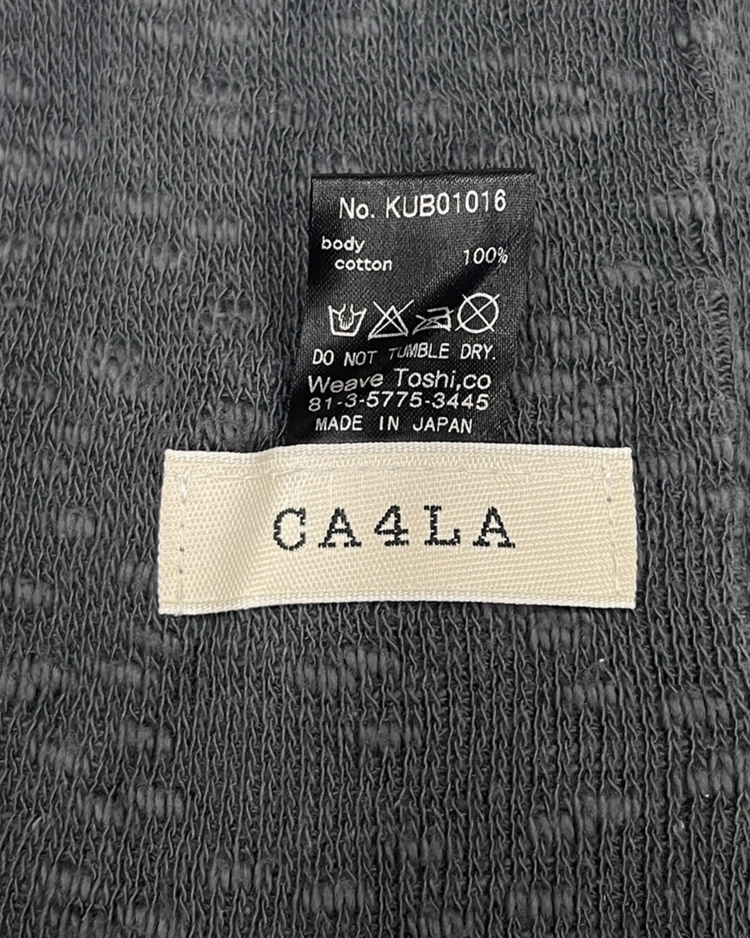 No. KUB01016
body
cotton 100%
DO NOT TUMBLE DRY.
Weave Toshi,co
81-3-5775-3445
MADE IN JAPAN
CA4LA